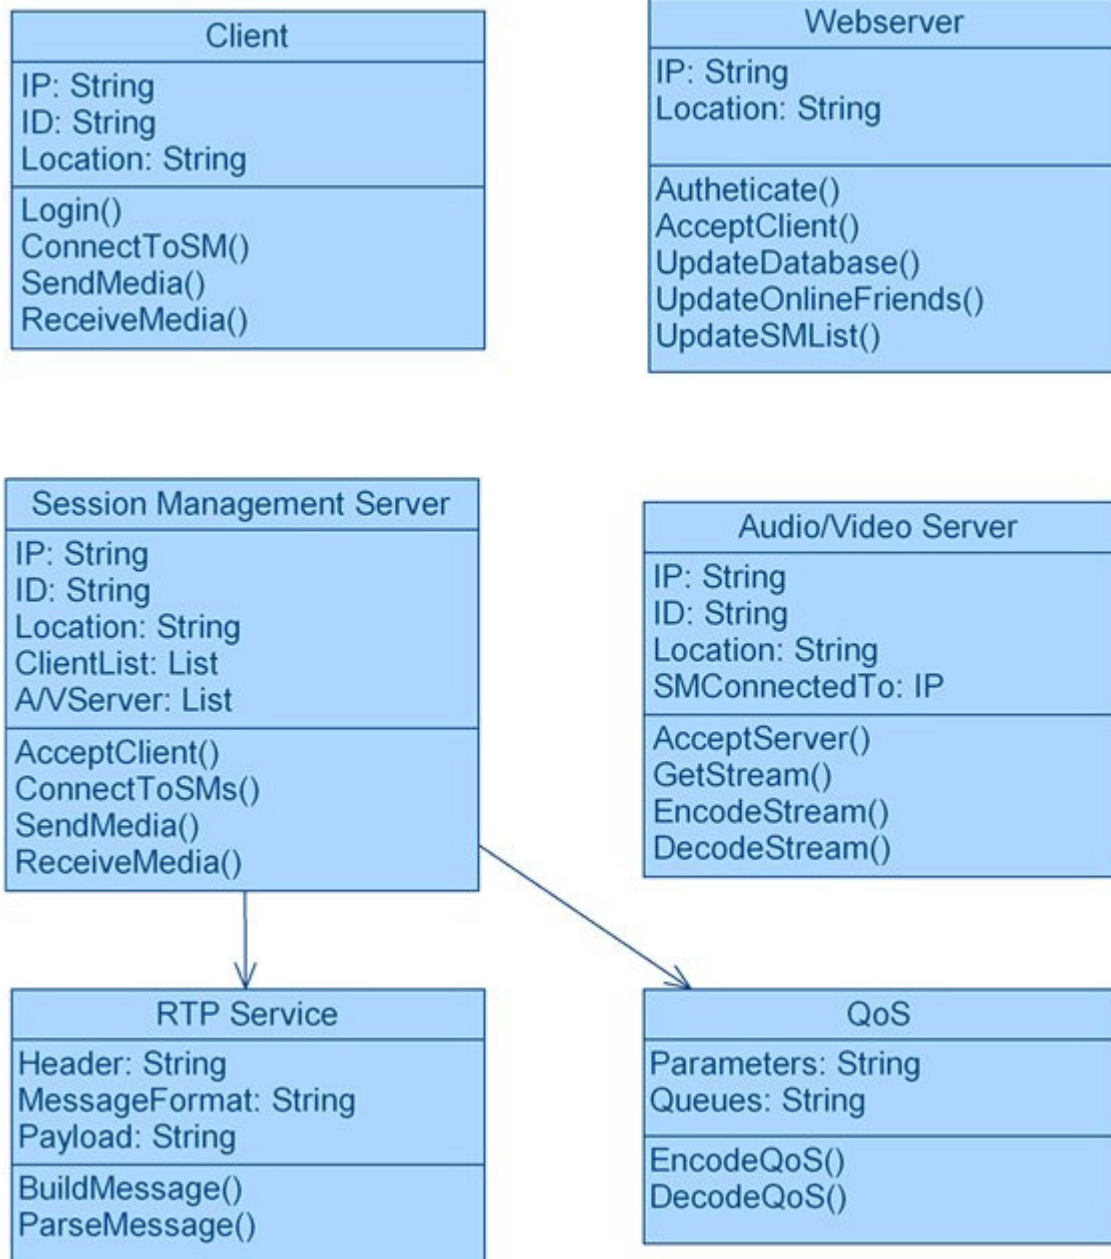 Client
IP: String
ID: String
Location: String
Login()
ConnectToSM()
SendMedia()
ReceiveMedia()
Webserver
IP: String
Location: String
Autheticate()
AcceptClient()
UpdateDatabase()
UpdateOnlineFriends()
UpdateSMList()
Session Management Server
IP: String
ID: String
Location: String
ClientList: List
A/VServer: List
AcceptClient()
ConnectToSMs()
SendMedia()
ReceiveMedia()
Audio/Video Server
IP: String
ID: String
Location: String
SMConnectedTo: IP
AcceptServer()
GetStream()
EncodeStream()
DecodeStream()
RTP Service
Header: String
MessageFormat: String
Payload: String
BuildMessage()
ParseMessage()
QoS
Parameters: String
Queues: String
EncodeQoS()
DecodeQoS()